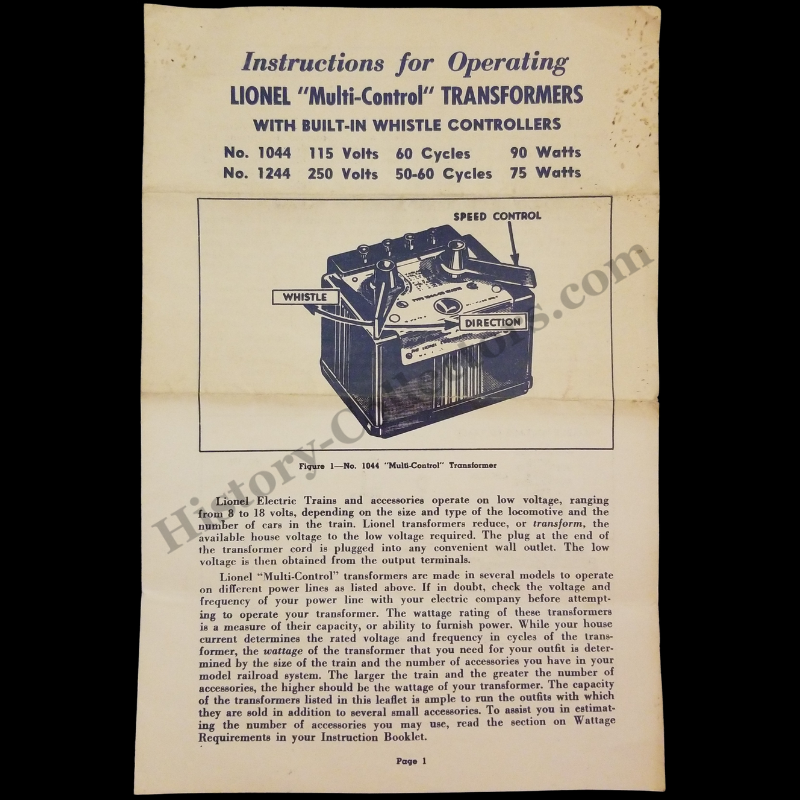 Instructions for Operating
LIONEL "Multi-Control" TRANSFORMERS
WITH BUILT-IN WHISTLE CONTROLLERS
No. 1044 115 Volts 60 Cycles 90 Watts
No. 1244 250 Volts 50-60 Cycles 75 Watts
SPEED CONTROL
WHISTLE
DIRECTION
L
Figure 1—No. 1044 "Multi-Control" Transformer
Lionel Electric Trains and accessories operate on low voltage, ranging
from 8 to 18 volts, depending on the size and type of the locomotive and the
number of cars in the train. Lionel transformers reduce, or transform, the
available house voltage to the low voltage required. The plug at the end of
the transformer cord is plugged into any convenient wall outlet. The low
voltage is then obtained from the output terminals.
Lionel "Multi-Control" transformers are made in several models to operate
on different power lines as listed above. If in doubt, check the voltage and
frequency of your power line with your electric company before attempt-
ing to operate your transformer. The wattage rating of these transformers
is a measure of their capacity, or ability to furnish power. While your house
current determines the rated voltage and frequency in cycles of the trans-
former, the wattage of the transformer that you need for your outfit is deter-
mined by the size of the train and the number of accessories you have in your
model railroad system. The larger the train and the greater the number of
accessories, the higher should be the wattage of your transformer. The capacity
of the transformers listed in this leaflet is ample to run the outfits with which
they are sold in addition to several small accessories. To assist you in estimat-
ing the number of accessories you may use, read the section on Wattage
Requirements in your Instruction Booklet.
Page 1
History-Collectors.com